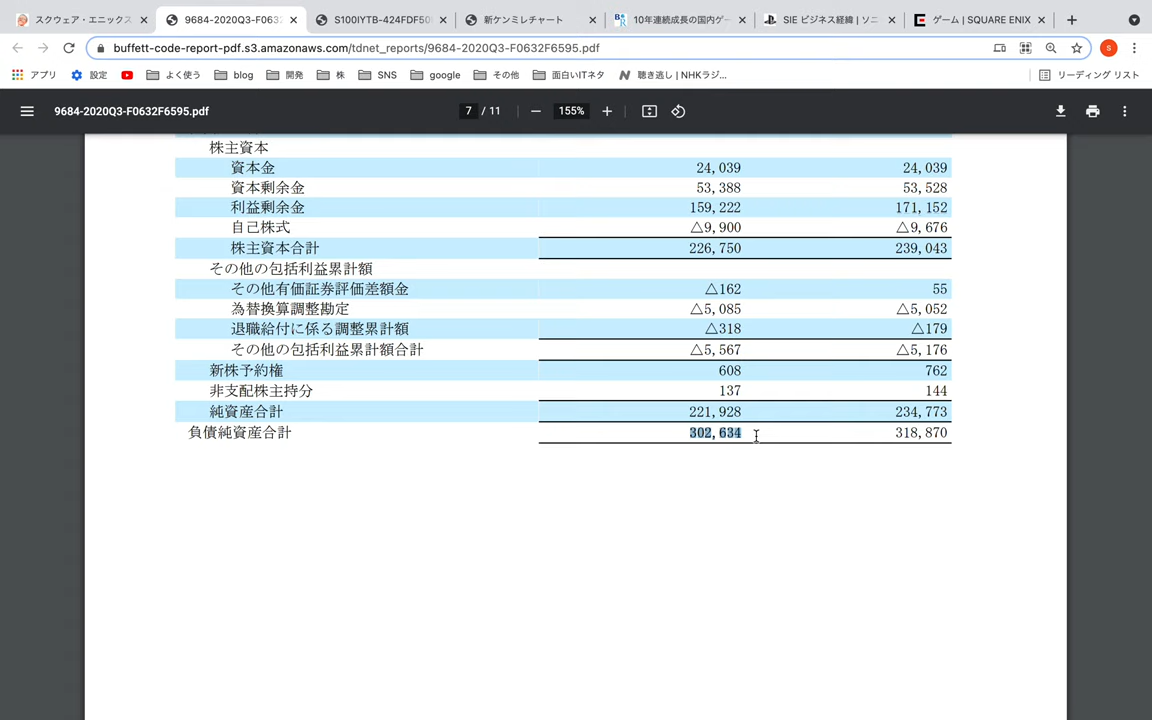 スクウェア・エニックス
9684-2020Q3-F063
S100IYTB-424FDF50
新ケンミレチャート
10年連続成長の国内ゲー
SIE ビジネス経緯 | ソニ
ゲーム | SQUARE ENIX
buffett-code-report-pdf.s3.amazonaws.com/tdnet_reports/9684-2020Q3-F0632F6595.pdf
S
アプリ
設定
よく使う
blog
開発
株
SNS
google
その他
面白いITネタ
聴き逃し | NHKラジ...
リーディング リスト
9684-2020Q3-F0632F6595.pdf
7 / 11
155%
株主資本
資本金 24,039 24,039
資本剰余金 53,388 53,528
利益剰余金 159,222 171,152
自己株式 △9,900 △9,676
株主資本合計 226,750 239,043
その他の包括利益累計額
その他有価証券評価差額金 △162 55
為替換算調整勘定 △5,085 △5,052
退職給付に係る調整累計額 △318 △179
その他の包括利益累計額合計 △5,567 △5,176
新株予約権 608 762
非支配株主持分 137 144
純資産合計 221,928 234,773
負債純資産合計 302,634 318,870